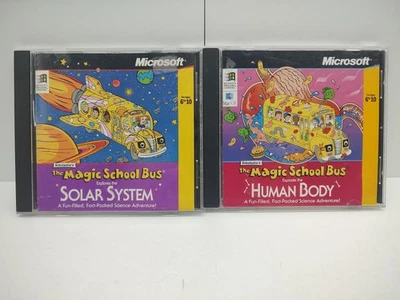 Microsoft
For Ages
6 to 10
Scholastic's
The Magic School Bus
Explores the
SOLAR SYSTEM
A Fun-Filled, Fact-Packed Science Adventure!
Microsoft
For Ages
6 to 10
Scholastic's
The Magic School Bus
Explores the
HUMAN BODY
A Fun-Filled, Fact-Packed Science Adventure!